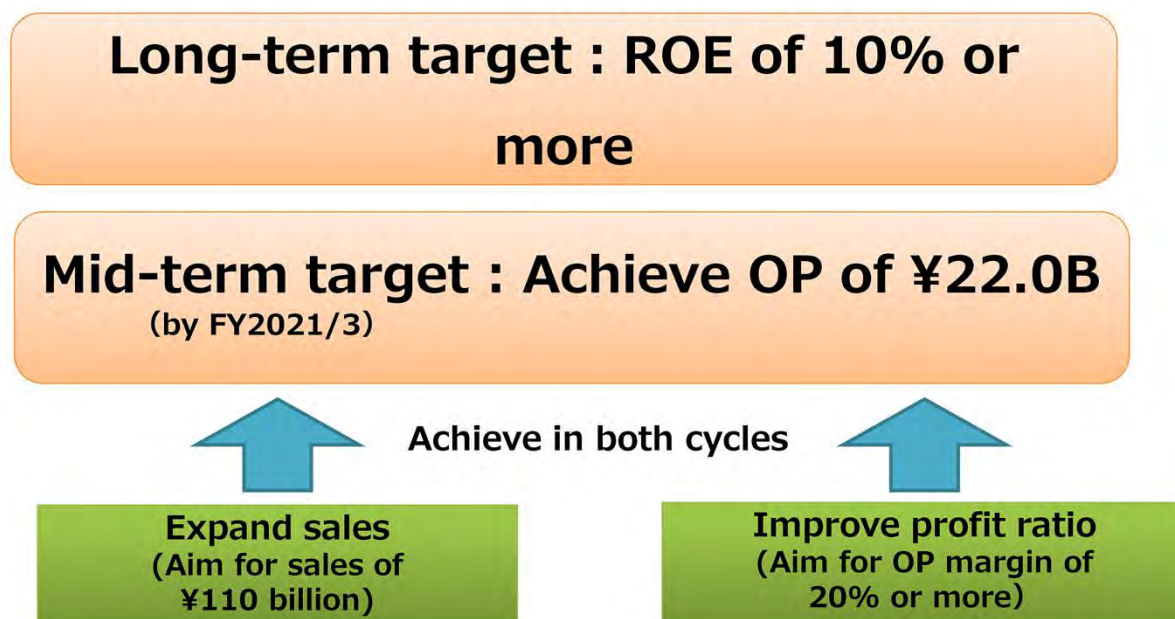 Long-term target : ROE of 10% or
more
Mid-term target : Achieve OP of ¥22.0B
（by FY2021/3）
Achieve in both cycles
Expand sales
(Aim for sales of
¥110 billion)
Improve profit ratio
(Aim for OP margin of
20% or more）